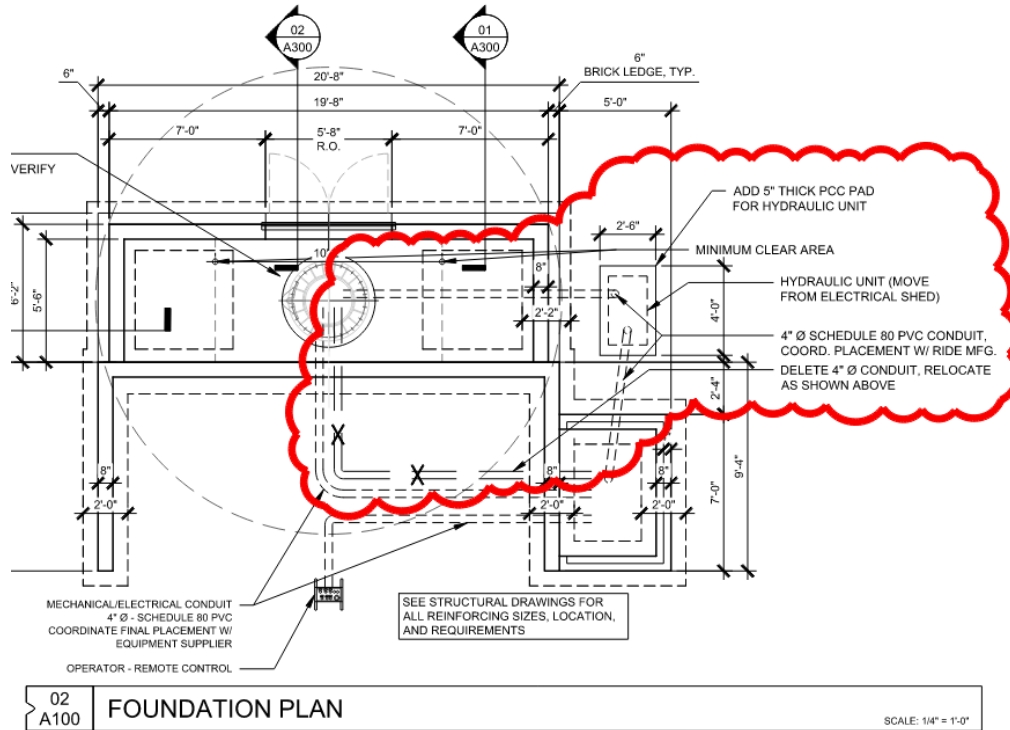 02
A300
01
A300
6"
20'-8"
6"
BRICK LEDGE, TYP.
19'-8"
5'-0"
7'-0"
5'-8"
R.O.
7'-0"
VERIFY
ADD 5" THICK PCC PAD
FOR HYDRAULIC UNIT
2'-6"
MINIMUM CLEAR AREA
10'
8"
HYDRAULIC UNIT (MOVE
FROM ELECTRICAL SHED)
6'-2"
5'-6"
2'-2"
4'-0"
4" Ø SCHEDULE 80 PVC CONDUIT,
COORD. PLACEMENT W/ RIDE MFG.
DELETE 4" Ø CONDUIT, RELOCATE
AS SHOWN ABOVE
2'-4"
X
X
8"
8"
8"
9'-4"
7'-0"
2'-0"
2'-0"
2'-0"
MECHANICAL/ELECTRICAL CONDUIT
4" Ø - SCHEDULE 80 PVC
COORDINATE FINAL PLACEMENT W/
EQUIPMENT SUPPLIER
SEE STRUCTURAL DRAWINGS FOR
ALL REINFORCING SIZES, LOCATION,
AND REQUIREMENTS
OPERATOR - REMOTE CONTROL
02
A100
FOUNDATION PLAN
SCALE: 1/4" = 1'-0"